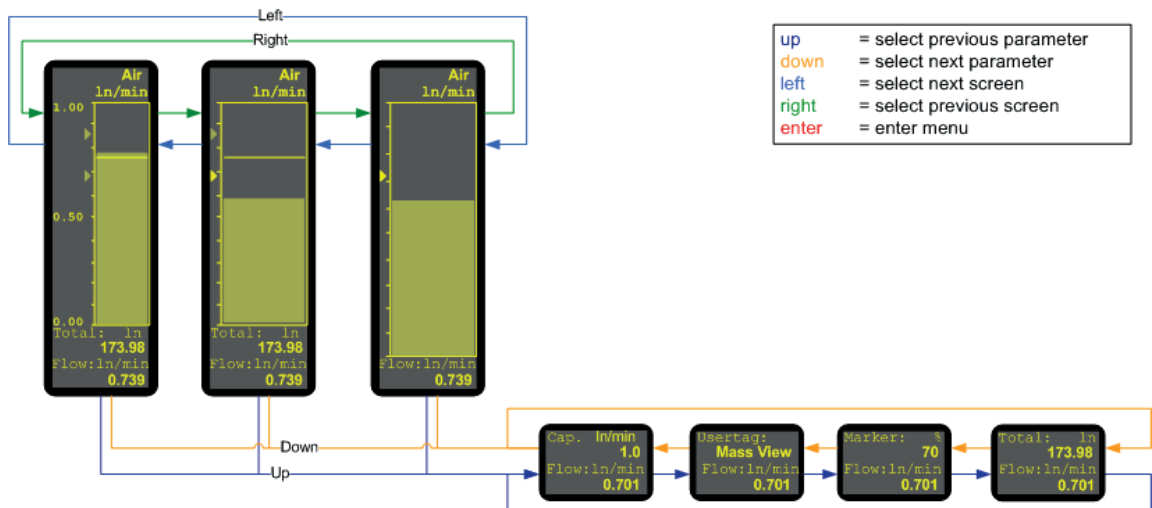 Left
Right
up = select previous parameter
down = select next parameter
left = select next screen
right = select previous screen
enter = enter menu
Air
ln/min
1.00
0.50
0.00
Total: ln
173.98
Flow:ln/min
0.739
Air
ln/min
Total: ln
173.98
Flow:ln/min
0.739
Air
ln/min
Flow:ln/min
0.739
Down
Up
Cap. ln/min
1.0
Flow:ln/min
0.701
Usertag:
Mass View
Flow:ln/min
0.701
Marker: %
70
Flow:ln/min
0.701
Total: ln
173.98
Flow:ln/min
0.701